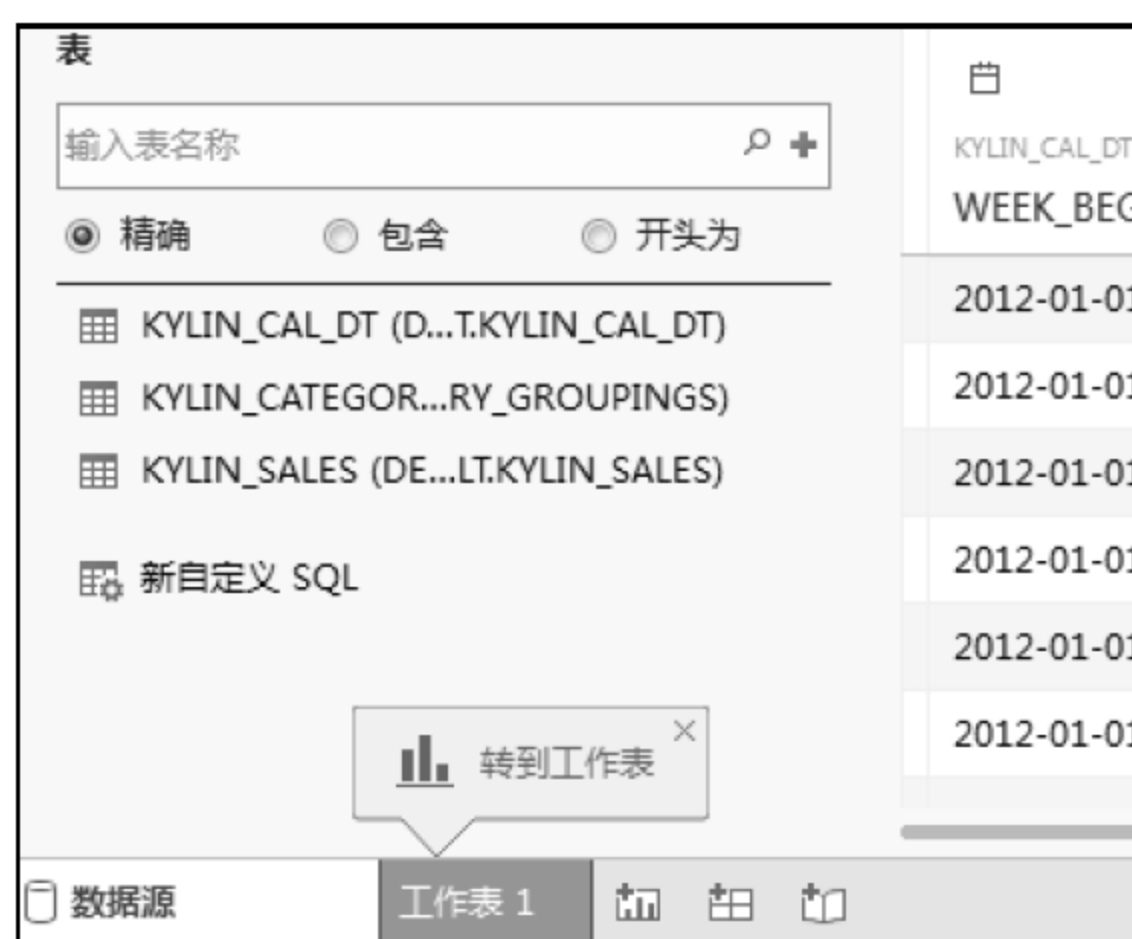 表
输入表名称
精确 包含 开头为
KYLIN_CAL_DT (D...T.KYLIN_CAL_DT)
KYLIN_CATEGOR...RY_GROUPINGS)
KYLIN_SALES (DE...LT.KYLIN_SALES)
新自定义 SQL
转到工作表
数据源 工作表 1
KYLIN_CAL_DT
WEEK_BEG
2012-01-01
2012-01-01
2012-01-01
2012-01-01
2012-01-01
2012-01-01